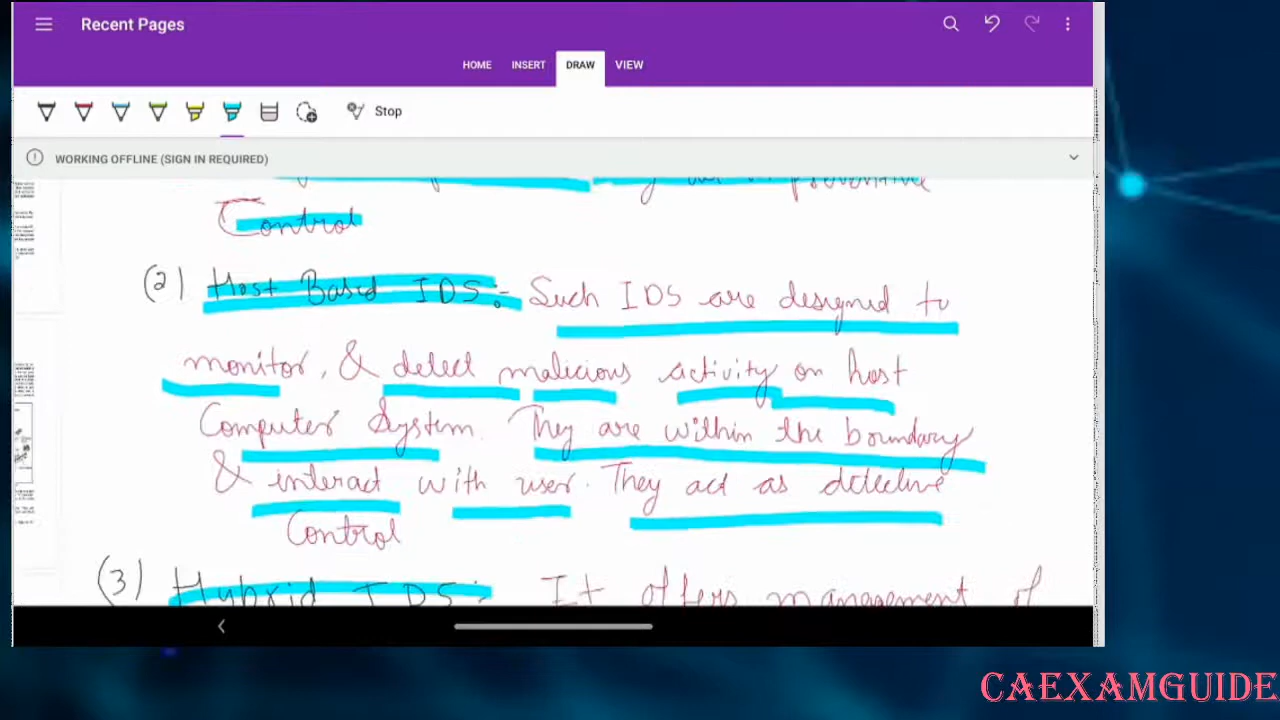 Recent Pages
HOME INSERT DRAW VIEW
Stop
WORKING OFFLINE (SIGN IN REQUIRED)
preventive
Control
(2) Host Based IDS:- Such IDS are designed to
monitor, & detect malicious activity on host
Computer System. They are within the boundary
& interact with user. They act as detective
Control
(3) Hybrid IDS: It offers management of
CAEXAMGUIDE